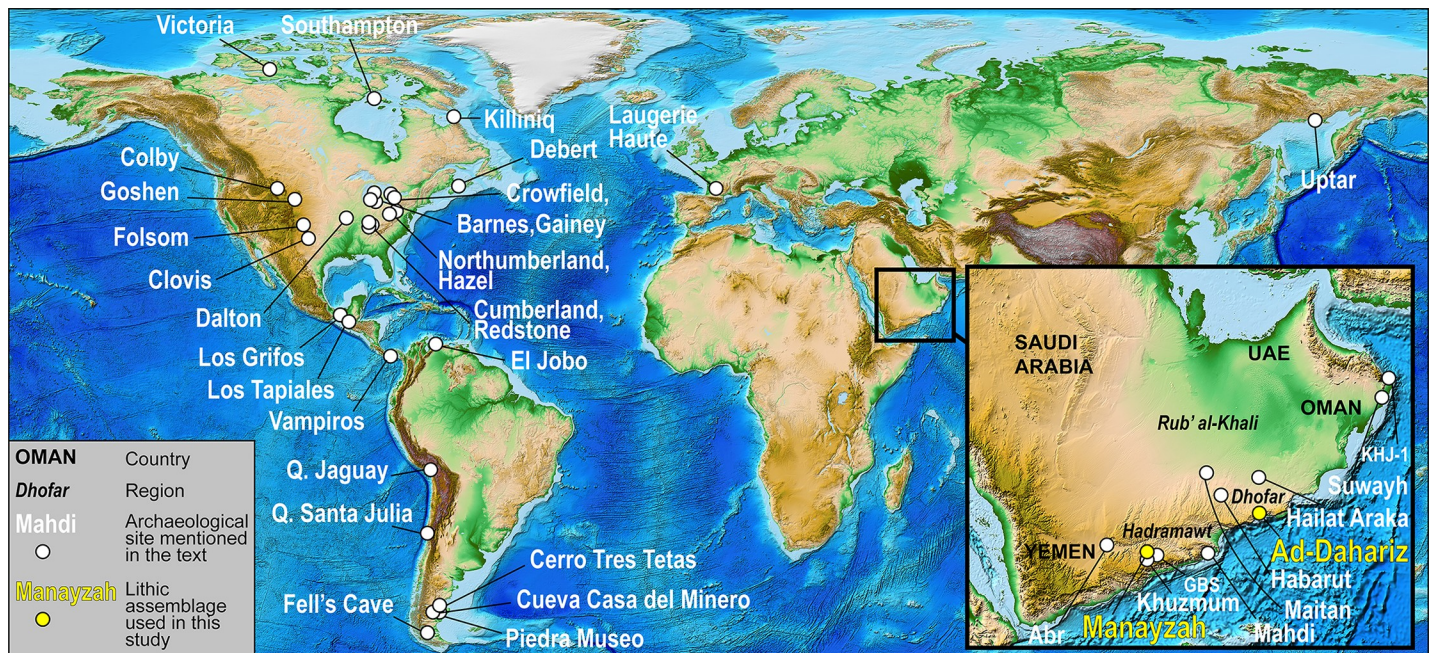 Victoria
Southampton
Killiniq
Debert
Laugerie
Haute
Uptar
Colby
Goshen
Folsom
Clovis
Dalton
Crowfield,
Barnes,Gainey
Northumberland,
Hazel
Cumberland,
Redstone
Los Grifos
Los Tapiales
Vampiros
El Jobo
Q. Jaguay
Q. Santa Julia
Fell's Cave
Cerro Tres Tetas
Cueva Casa del Minero
Piedra Museo
OMAN Country
Dhofar Region
Mahdi Archaeological
site mentioned
in the text
Manayzah Lithic
assemblage
used in this
study
SAUDI
ARABIA
UAE
OMAN
Rub' al-Khali
KHJ-1
Suwayh
Dhofar
Hailat Araka
Hadramawt
Ad-Dahariz
YEMEN
Habarut
GBS
Khuzmum
Maitan
Abr
Manayzah
Mahdi